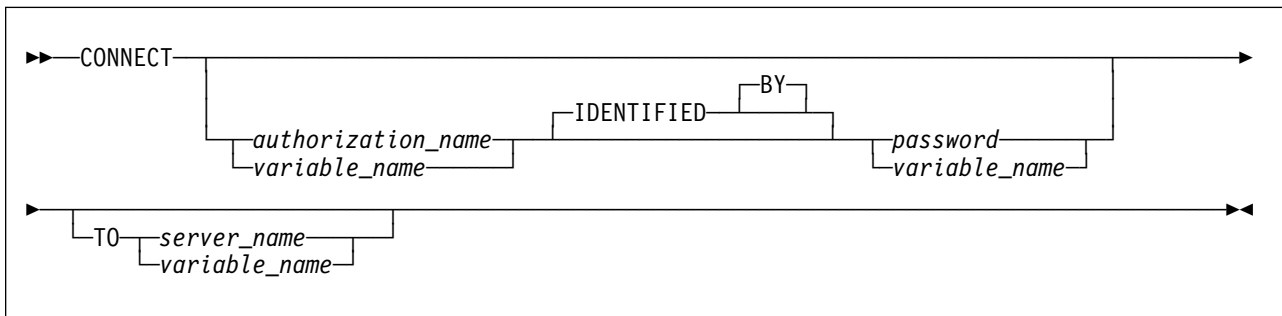 CONNECT
BY
IDENTIFIED
authorization_name password
variable_name variable_name
TO server_name
variable_name